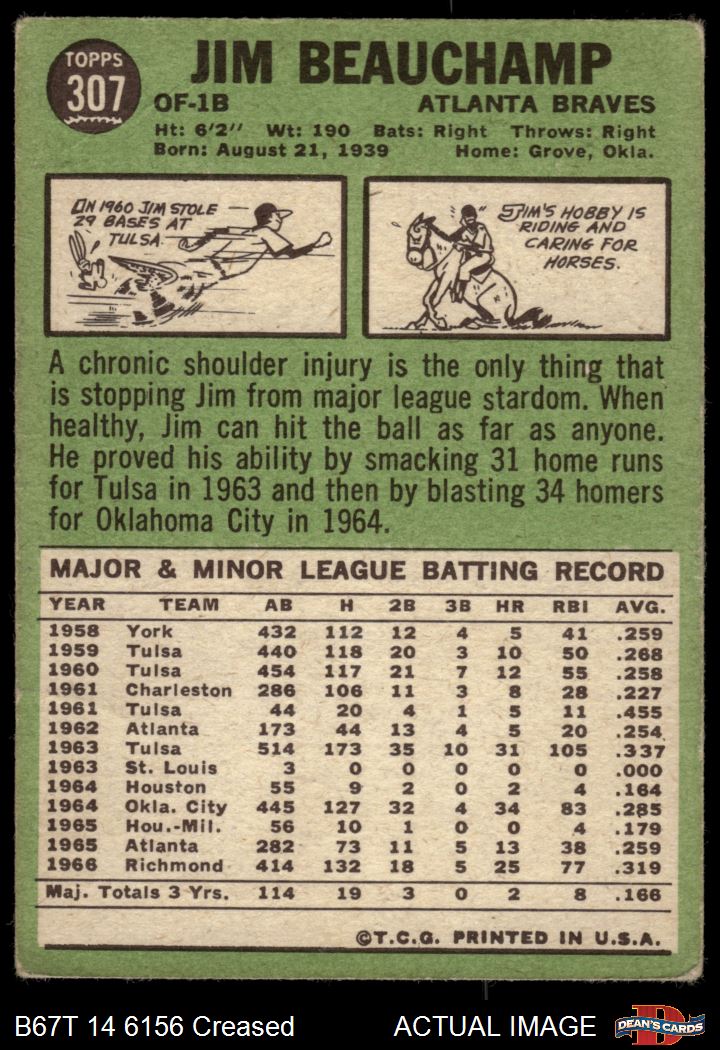 TOPPS
307
JIM BEAUCHAMP
OF-1B ATLANTA BRAVES
Ht: 6'2" Wt: 190 Bats: Right Throws: Right
Born: August 21, 1939 Home: Grove, Okla.
IN 1960 JIM STOLE
29 BASES AT
TULSA
JIM'S HOBBY IS
RIDING AND
CARING FOR
HORSES.
A chronic shoulder injury is the only thing that
is stopping Jim from major league stardom. When
healthy, Jim can hit the ball as far as anyone.
He proved his ability by smacking 31 home runs
for Tulsa in 1963 and then by blasting 34 homers
for Oklahoma City in 1964.
MAJOR & MINOR LEAGUE BATTING RECORD
YEAR TEAM AB H 2B 3B HR RBI AVG.
1958 York 432 112 12 4 5 41 .259
1959 Tulsa 440 118 20 3 10 50 .268
1960 Tulsa 454 117 21 7 12 55 .258
1961 Charleston 286 106 11 3 8 28 .227
1961 Tulsa 44 20 4 1 5 11 .455
1962 Atlanta 173 44 13 4 5 20 .254
1963 Tulsa 514 173 35 10 31 105 .337
1963 St. Louis 3 0 0 0 0 0 .000
1964 Houston 55 9 2 0 2 4 .164
1964 Okla. City 445 127 32 4 34 83 .285
1965 Hou.-Mil. 56 10 1 0 0 4 .179
1965 Atlanta 282 73 11 5 13 38 .259
1966 Richmond 414 132 18 5 25 77 .319
Maj. Totals 3 Yrs. 114 19 3 0 2 8 .166
©T.C.G. PRINTED IN U.S.A.
B67T 14 6156 Creased ACTUAL IMAGE
DEAN'S CARDS